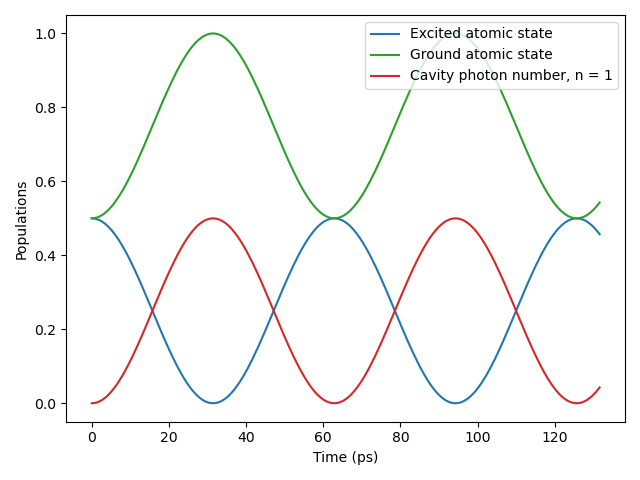 Excited atomic state
Ground atomic state
Cavity photon number, n = 1
1.0
0.8
0.6
0.4
0.2
0.0
Populations
0 20 40 60 80 100 120
Time (ps)